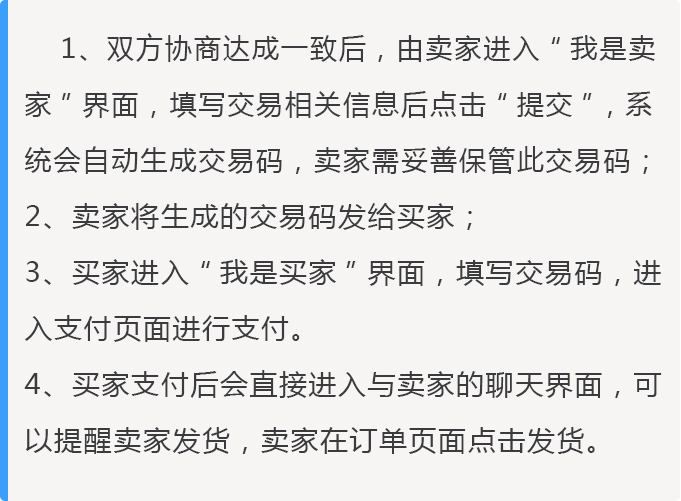 1、双方协商达成一致后，由卖家进入“我是卖
家”界面，填写交易相关信息后点击“提交”，系
统会自动生成交易码，卖家需妥善保管此交易码；
2、卖家将生成的交易码发给买家；
3、买家进入“我是买家”界面，填写交易码，进
入支付页面进行支付。
4、买家支付后会直接进入与卖家的聊天界面，可
以提醒卖家发货，卖家在订单页面点击发货。